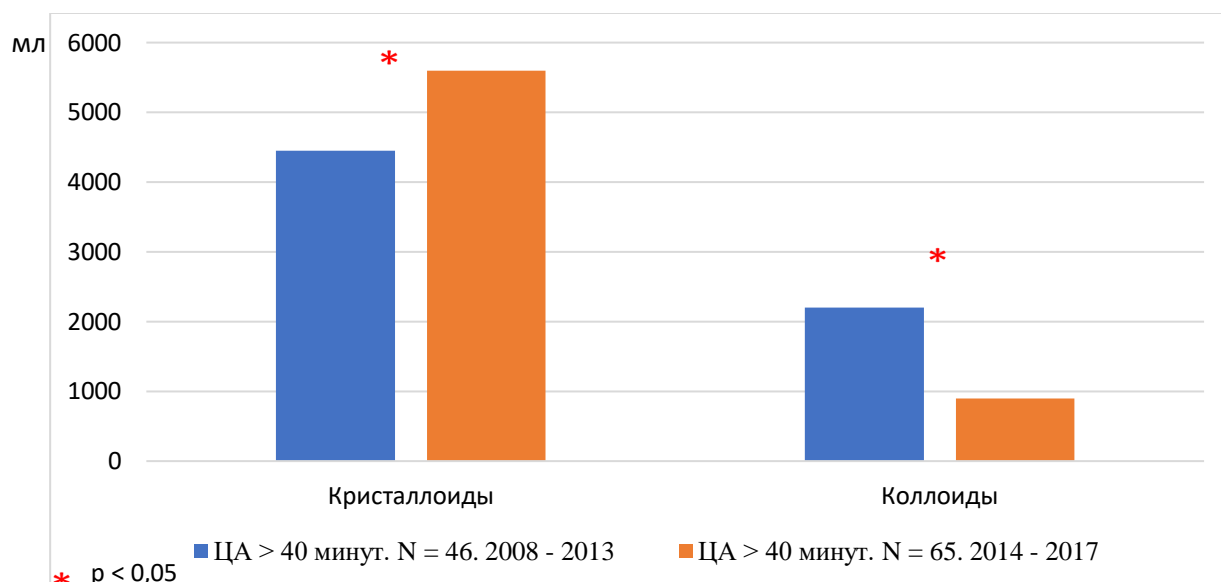 мл
6000
5000
4000
3000
2000
1000
0
*
*
Кристаллоиды
Коллоиды
ЦА > 40 минут. N = 46. 2008 - 2013
ЦА > 40 минут. N = 65. 2014 - 2017
* p < 0,05